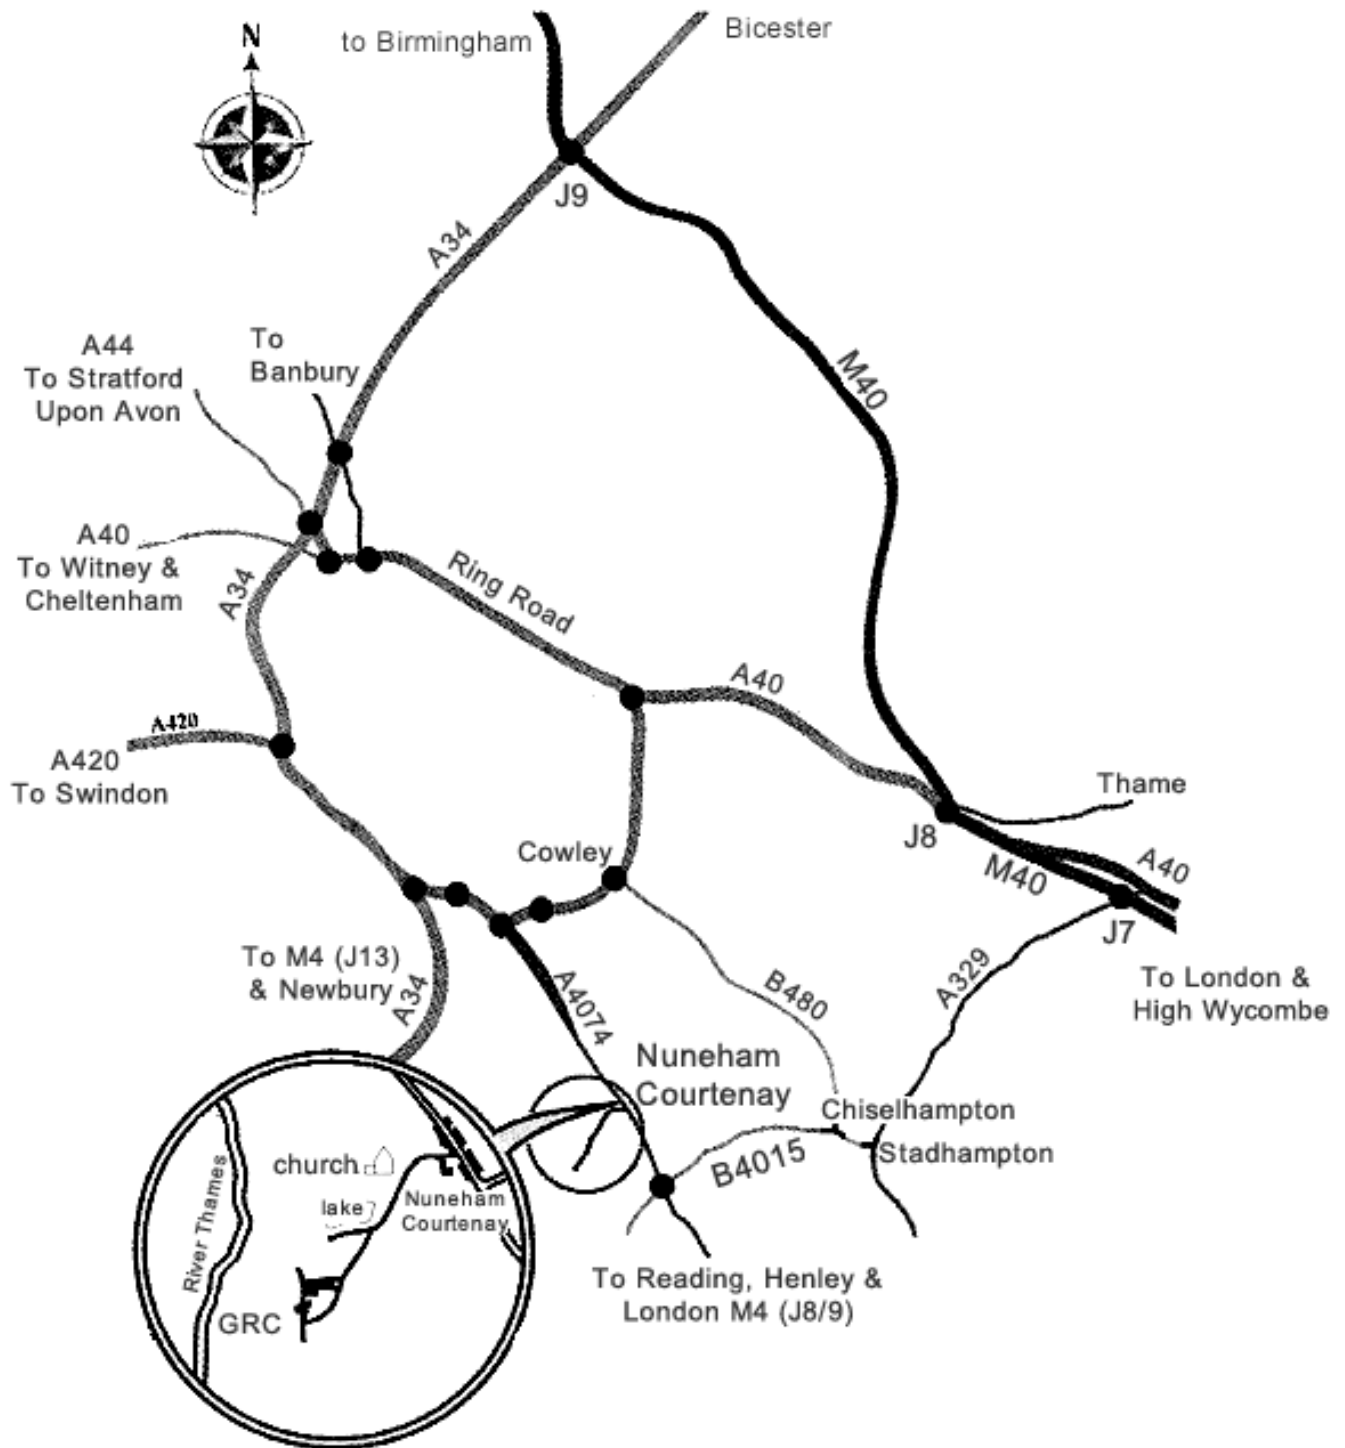 N
to Birmingham
Bicester
J9
A34
A44
To Stratford
Upon Avon
To
Banbury
M40
A40
To Witney &
Cheltenham
A34
Ring Road
A40
A420
A420
To Swindon
Thame
J8
M40
A40
J7
Cowley
To M4 (J13)
& Newbury
A34
A4074
B480
A329
To London &
High Wycombe
Nuneham
Courtenay
Chiselhampton
Stadhampton
B4015
church
lake
Nuneham
Courtenay
River Thames
GRC
To Reading, Henley &
London M4 (J8/9)